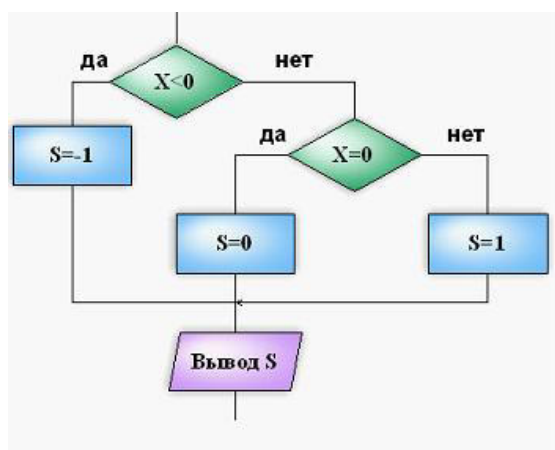 да
X<0
нет
S=-1
да
X=0
нет
S=0
S=1
Вывод S